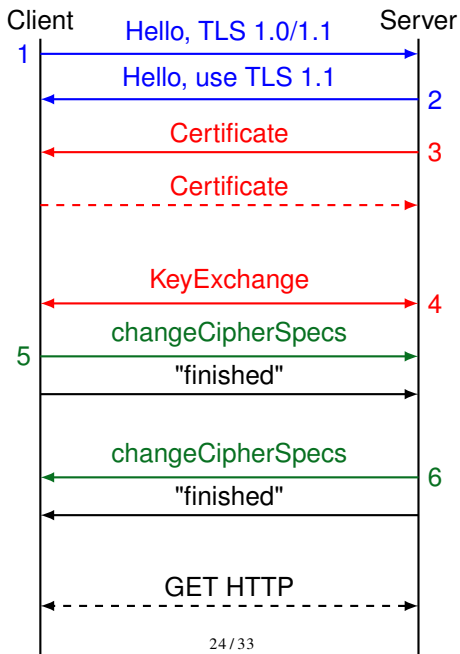 Client Server
Hello, TLS 1.0/1.1
1
Hello, use TLS 1.1
2
Certificate
3
Certificate
KeyExchange
4
changeCipherSpecs
5
"finished"
changeCipherSpecs
6
"finished"
GET HTTP
24 / 33